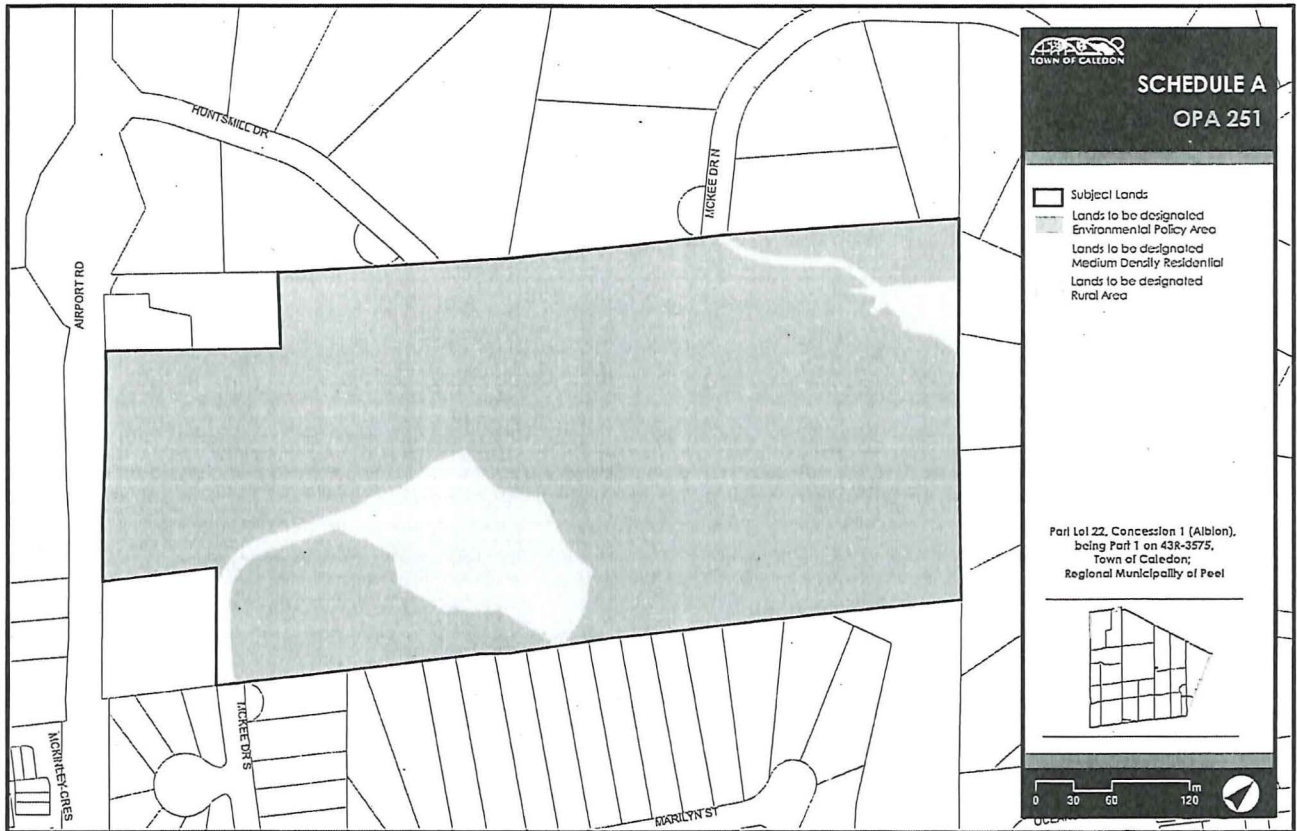 TOWN OF CALEDON
SCHEDULE A
OPA 251
Subject Lands
Lands to be designated
Environmental Policy Area
Lands to be designated
Medium Density Residential
Lands to be designated
Rural Area
Part Lot 22, Concession 1 (Albion),
being Part 1 on 43R-3575,
Town of Caledon;
Regional Municipality of Peel
0 30 60 120 m
HUNTSMILL DR
MCKEE DR N
AIRPORT RD
MCKEE DR S
MCKINLEY CRES
MARILYN ST